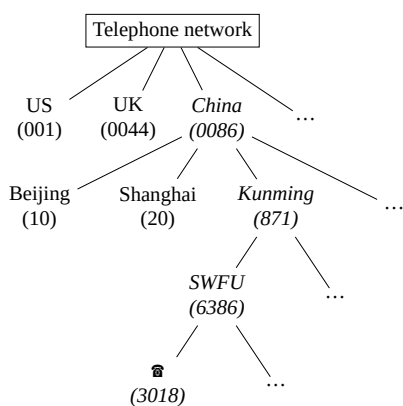 Telephone network
US
(001)
UK
(0044)
China
(0086)
...
Beijing
(10)
Shanghai
(20)
Kunming
(871)
...
SWFU
(6386)
...
☎
(3018)
...